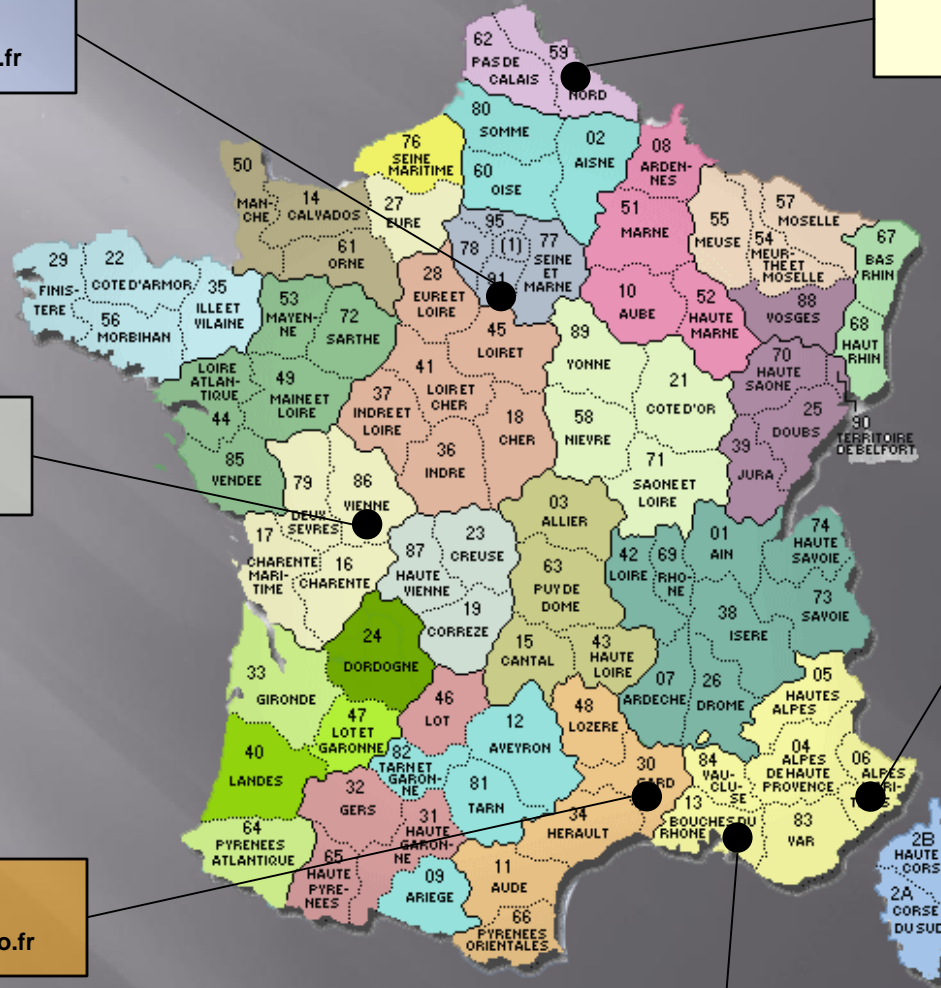 .fr
62
PAS DE
CALAIS
59
NORD
80
SOMME
02
AISNE
60
OISE
76
SEINE
MARITIME
27
EURE
08
ARDEN-
NES
51
MARNE
10
AUBE
52
HAUTE
MARNE
55
MEUSE
54
MEUR-
THE ET
MOSELLE
57
MOSELLE
88
VOSGES
67
BAS
RHIN
68
HAUT
RHIN
50
MAN-
CHE
14
CALVADOS
61
ORNE
95
78
(1)
77
SEINE
ET
MARNE
91
29
FINIS-
TERE
22
COTE D'ARMOR
56
MORBIHAN
35
ILLE ET
VILAINE
53
MAYEN-
NE
72
SARTHE
LOIRE
ATLAN-
TIQUE
44
49
MAINE ET
LOIRE
85
VENDEE
28
EURE ET
LOIRE
45
LOIRET
41
LOIR ET
CHER
37
INDRE ET
LOIRE
18
CHER
36
INDRE
89
YONNE
21
COTE D'OR
58
NIEVRE
71
SAONE ET
LOIRE
70
HAUTE
SAONE
25
DOUBS
39
JURA
90
TERRITOIRE
DE BELFORT
79
DEUX
SEVRES
86
VIENNE
17
CHARENTE
MARI-
TIME
16
CHARENTE
87
HAUTE
VIENNE
23
CREUSE
19
CORREZE
03
ALLIER
63
PUY DE
DOME
15
CANTAL
43
HAUTE
LOIRE
42
LOIRE
69
RHO-
NE
01
AIN
74
HAUTE
SAVOIE
73
SAVOIE
38
ISERE
07
ARDECHE
26
DROME
24
DORDOGNE
33
GIRONDE
47
LOT ET
GARONNE
40
LANDES
64
PYRENEES
ATLANTIQUE
46
LOT
12
AVEYRON
82
TARN ET
GARON-
NE
81
TARN
32
GERS
31
HAUTE
GARON-
NE
65
HAUTE
PYRE-
NEES
09
ARIEGE
48
LOZERE
30
GARD
34
HERAULT
11
AUDE
66
PYRENEES
ORIENTALES
05
HAUTES
ALPES
04
ALPES
DE HAUTE
PROVENCE
06
ALPES
84
VAU-
CLU-
SE
13
BOUCHES DU
RHONE
83
VAR
2B
HAUTE
CORS
2A
CORSE
DU SUD
o.fr